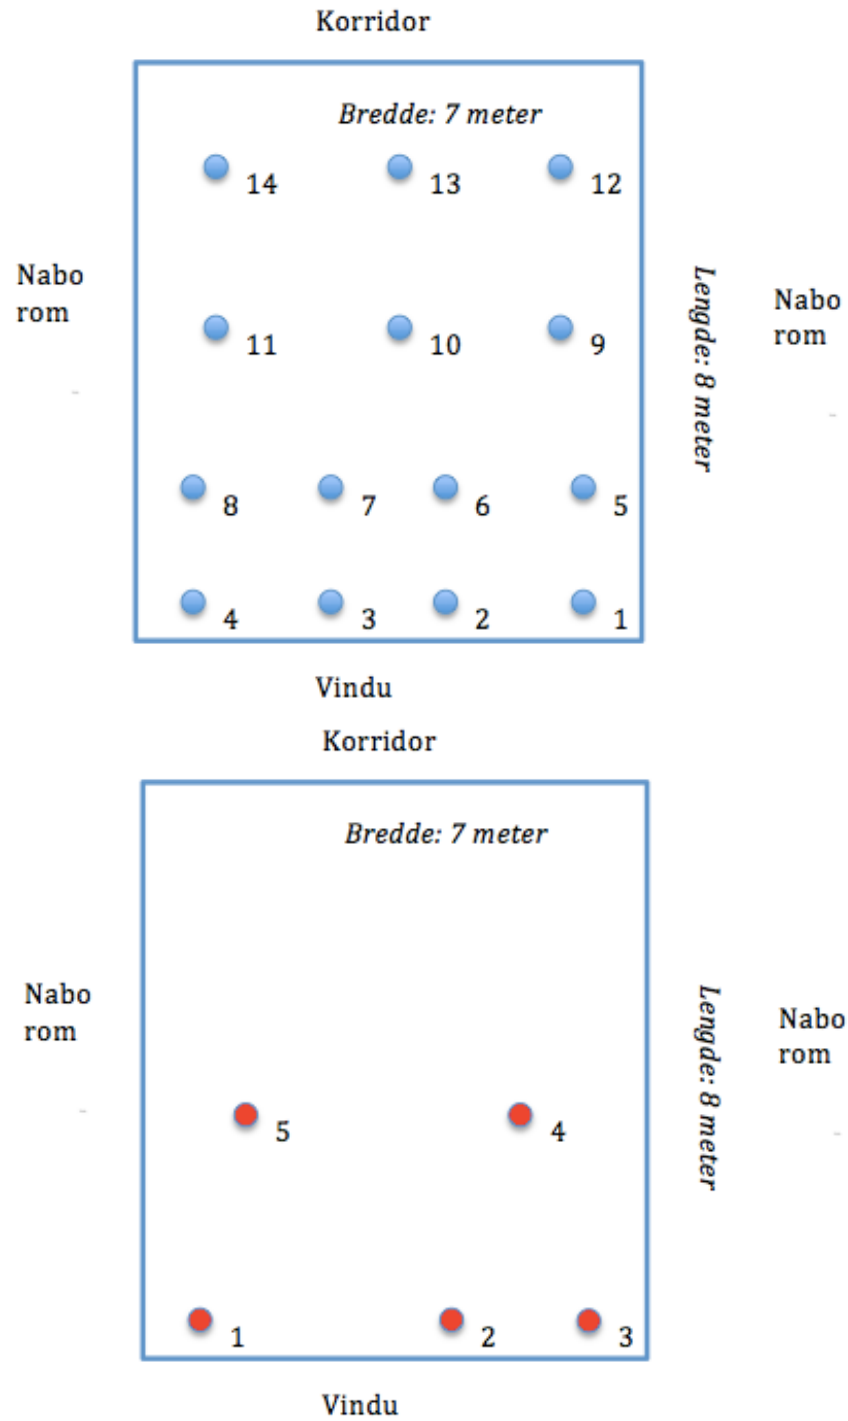 Korridor
Bredde: 7 meter
14
13
12
Nabo
rom
Lengde: 8 meter
Nabo
rom
11
10
9
8
7
6
5
4
3
2
1
Vindu
Korridor
Bredde: 7 meter
Nabo
rom
Lengde: 8 meter
Nabo
rom
5
4
1
2
3
Vindu